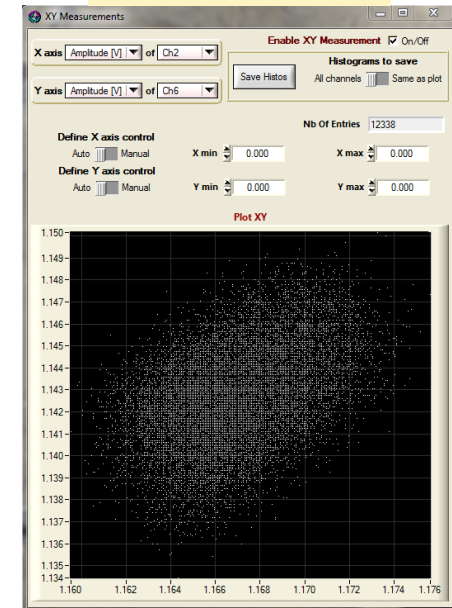 XY Measurements
Enable XY Measurement On/Off
X axis Amplitude [V] of Ch2
Histograms to save
Save Histos
All channels Same as plot
Y axis Amplitude [V] of Ch6
Nb Of Entries 12338
Define X axis control
Auto Manual X min 0.000 X max 0.000
Define Y axis control
Auto Manual Y min 0.000 Y max 0.000
Plot XY
1.150
1.149
1.148
1.147
1.146
1.145
1.144
1.143
1.142
1.141
1.140
1.139
1.138
1.137
1.136
1.135
1.134
1.160 1.162 1.164 1.166 1.168 1.170 1.172 1.174 1.176